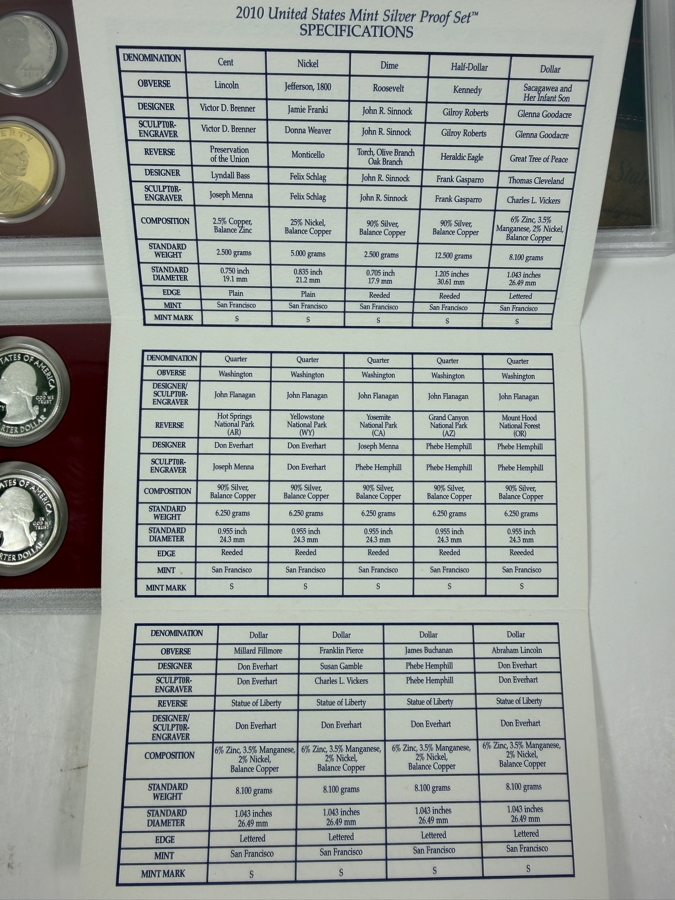 2010 United States Mint Silver Proof Set™
SPECIFICATIONS
DENOMINATION Cent Nickel Dime Half-Dollar Dollar
OBVERSE Lincoln Jefferson, 1800 Roosevelt Kennedy Sacagawea and
Her Infant Son
DESIGNER Victor D. Brenner Jamie Franki John R. Sinnock Gilroy Roberts Glenna Goodacre
SCULPTOR-
ENGRAVER Victor D. Brenner Donna Weaver John R. Sinnock Gilroy Roberts Glenna Goodacre
REVERSE Preservation
of the Union Monticello Torch, Olive Branch
Oak Branch Heraldic Eagle Great Tree of Peace
DESIGNER Lyndall Bass Felix Schlag John R. Sinnock Frank Gasparro Thomas Cleveland
SCULPTOR-
ENGRAVER Joseph Menna Felix Schlag John R. Sinnock Frank Gasparro Charles L. Vickers
COMPOSITION 2.5% Copper,
Balance Zinc 25% Nickel,
Balance Copper 90% Silver,
Balance Copper 90% Silver,
Balance Copper 6% Zinc, 3.5%
Manganese, 2% Nickel,
Balance Copper
STANDARD
WEIGHT 2.500 grams 5.000 grams 2.500 grams 12.500 grams 8.100 grams
STANDARD
DIAMETER 0.750 inch
19.1 mm 0.835 inch
21.2 mm 0.705 inch
17.9 mm 1.205 inches
30.61 mm 1.043 inches
26.49 mm
EDGE Plain Plain Reeded Reeded Lettered
MINT San Francisco San Francisco San Francisco San Francisco San Francisco
MINT MARK S S S S S
DENOMINATION Quarter Quarter Quarter Quarter Quarter
OBVERSE Washington Washington Washington Washington Washington
DESIGNER/
SCULPTOR-
ENGRAVER John Flanagan John Flanagan John Flanagan John Flanagan John Flanagan
REVERSE Hot Springs
National Park
(AR) Yellowstone
National Park
(WY) Yosemite
National Park
(CA) Grand Canyon
National Park
(AZ) Mount Hood
National Forest
(OR)
DESIGNER Don Everhart Don Everhart Joseph Menna Phebe Hemphill Phebe Hemphill
SCULPTOR-
ENGRAVER Joseph Menna Don Everhart Phebe Hemphill Phebe Hemphill Phebe Hemphill
COMPOSITION 90% Silver,
Balance Copper 90% Silver,
Balance Copper 90% Silver,
Balance Copper 90% Silver,
Balance Copper 90% Silver,
Balance Copper
STANDARD
WEIGHT 6.250 grams 6.250 grams 6.250 grams 6.250 grams 6.250 grams
STANDARD
DIAMETER 0.955 inch
24.3 mm 0.955 inch
24.3 mm 0.955 inch
24.3 mm 0.955 inch
24.3 mm 0.955 inch
24.3 mm
EDGE Reeded Reeded Reeded Reeded Reeded
MINT San Francisco San Francisco San Francisco San Francisco San Francisco
MINT MARK S S S S S
DENOMINATION Dollar Dollar Dollar Dollar
OBVERSE Millard Fillmore Franklin Pierce James Buchanan Abraham Lincoln
DESIGNER Don Everhart Susan Gamble Phebe Hemphill Don Everhart
SCULPTOR-
ENGRAVER Don Everhart Charles L. Vickers Phebe Hemphill Don Everhart
REVERSE Statue of Liberty Statue of Liberty Statue of Liberty Statue of Liberty
DESIGNER/
SCULPTOR-
ENGRAVER Don Everhart Don Everhart Don Everhart Don Everhart
COMPOSITION 6% Zinc, 3.5% Manganese,
2% Nickel,
Balance Copper 6% Zinc, 3.5% Manganese,
2% Nickel,
Balance Copper 6% Zinc, 3.5% Manganese,
2% Nickel,
Balance Copper 6% Zinc, 3.5% Manganese,
2% Nickel,
Balance Copper
STANDARD
WEIGHT 8.100 grams 8.100 grams 8.100 grams 8.100 grams
STANDARD
DIAMETER 1.043 inches
26.49 mm 1.043 inches
26.49 mm 1.043 inches
26.49 mm 1.043 inches
26.49 mm
EDGE Lettered Lettered Lettered Lettered
MINT San Francisco San Francisco San Francisco San Francisco
MINT MARK S S S S